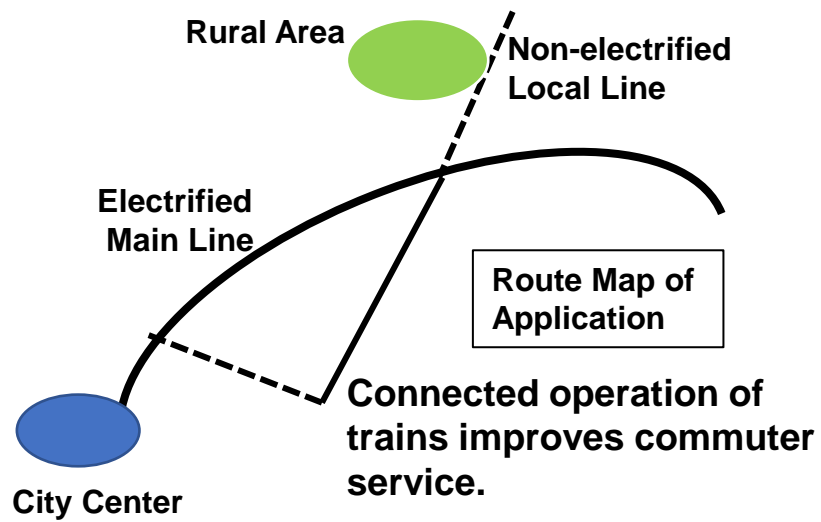 Rural Area
Non-electrified
Local Line
Electrified
Main Line
Route Map of
Application
Connected operation of
trains improves commuter
service.
City Center